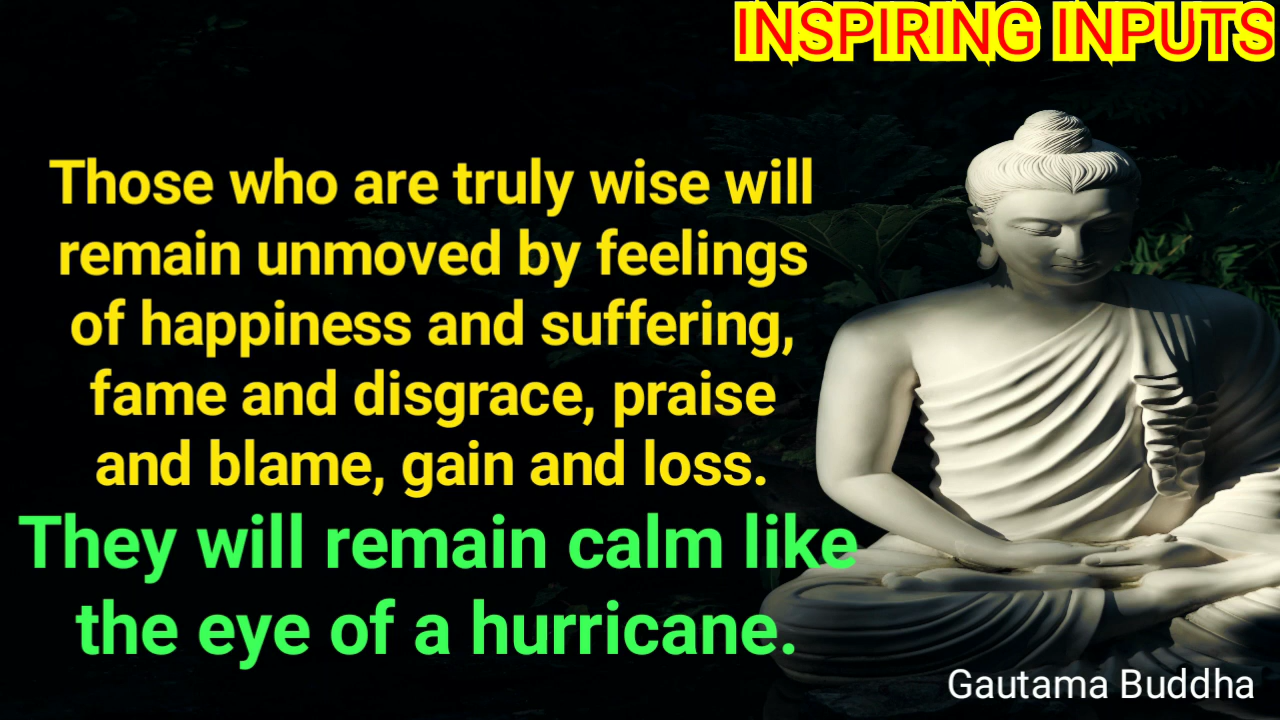 INSPIRING INPUTS
Those who are truly wise will
remain unmoved by feelings
of happiness and suffering,
fame and disgrace, praise
and blame, gain and loss.
They will remain calm like
the eye of a hurricane.
Gautama Buddha